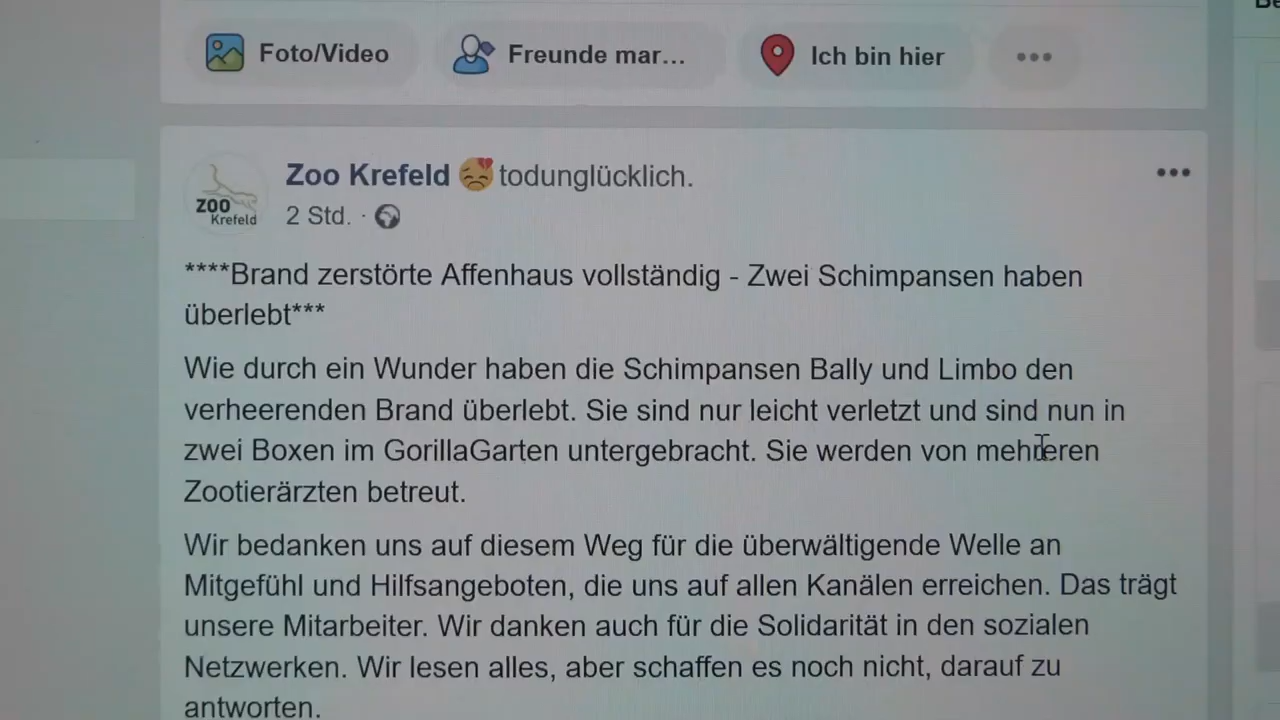 Foto/Video
Freunde mar...
Ich bin hier
Zoo Krefeld todunglücklich.
ZOO
Krefeld
2 Std. ·
****Brand zerstörte Affenhaus vollständig - Zwei Schimpansen haben
überlebt***
Wie durch ein Wunder haben die Schimpansen Bally und Limbo den
verheerenden Brand überlebt. Sie sind nur leicht verletzt und sind nun in
zwei Boxen im GorillaGarten untergebracht. Sie werden von mehreren
Zootierärzten betreut.
Wir bedanken uns auf diesem Weg für die überwältigende Welle an
Mitgefühl und Hilfsangeboten, die uns auf allen Kanälen erreichen. Das trägt
unsere Mitarbeiter. Wir danken auch für die Solidarität in den sozialen
Netzwerken. Wir lesen alles, aber schaffen es noch nicht, darauf zu
antworten.